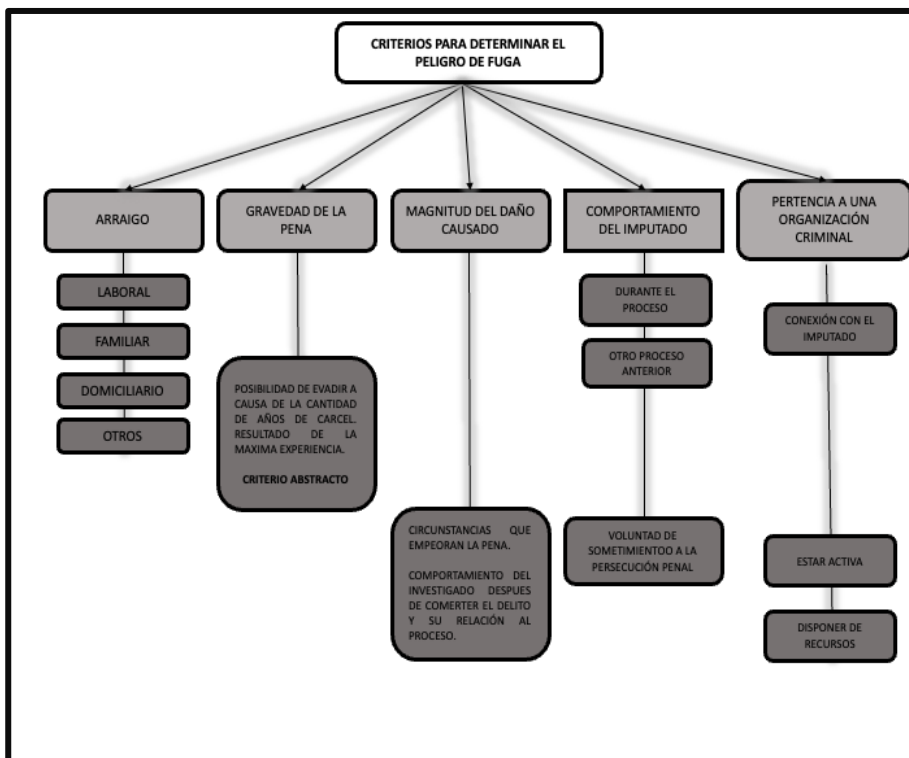 CRITERIOS PARA DETERMINAR EL
PELIGRO DE FUGA
ARRAIGO
LABORAL
FAMILIAR
DOMICILIARIO
OTROS
GRAVEDAD DE LA
PENA
POSIBILIDAD DE EVADIR A
CAUSA DE LA CANTIDAD
DE AÑOS DE CARCEL.
RESULTADO DE LA
MAXIMA EXPERIENCIA.
CRITERIO ABSTRACTO
MAGNITUD DEL DAÑO
CAUSADO
CIRCUNSTANCIAS QUE
EMPEORAN LA PENA.
COMPORTAMIENTO DEL
INVESTIGADO DESPUES
DE COMERTER EL DELITO
Y SU RELACIÓN AL
PROCESO.
COMPORTAMIENTO
DEL IMPUTADO
DURANTE EL
PROCESO
OTRO PROCESO
ANTERIOR
VOLUNTAD DE
SOMETIMIENTOO A LA
PERSECUCIÓN PENAL
PERTENCIA A UNA
ORGANIZACIÓN
CRIMINAL
CONEXIÓN CON EL
IMPUTADO
ESTAR ACTIVA
DISPONER DE
RECURSOS